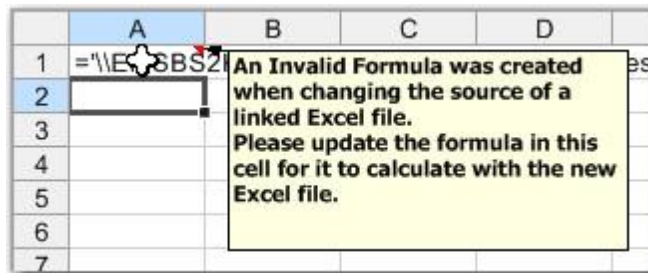 A B C D
1 ='\\E SBS2 es
An Invalid Formula was created
when changing the source of a
linked Excel file.
Please update the formula in this
cell for it to calculate with the new
Excel file.
2
3
4
5
6
7